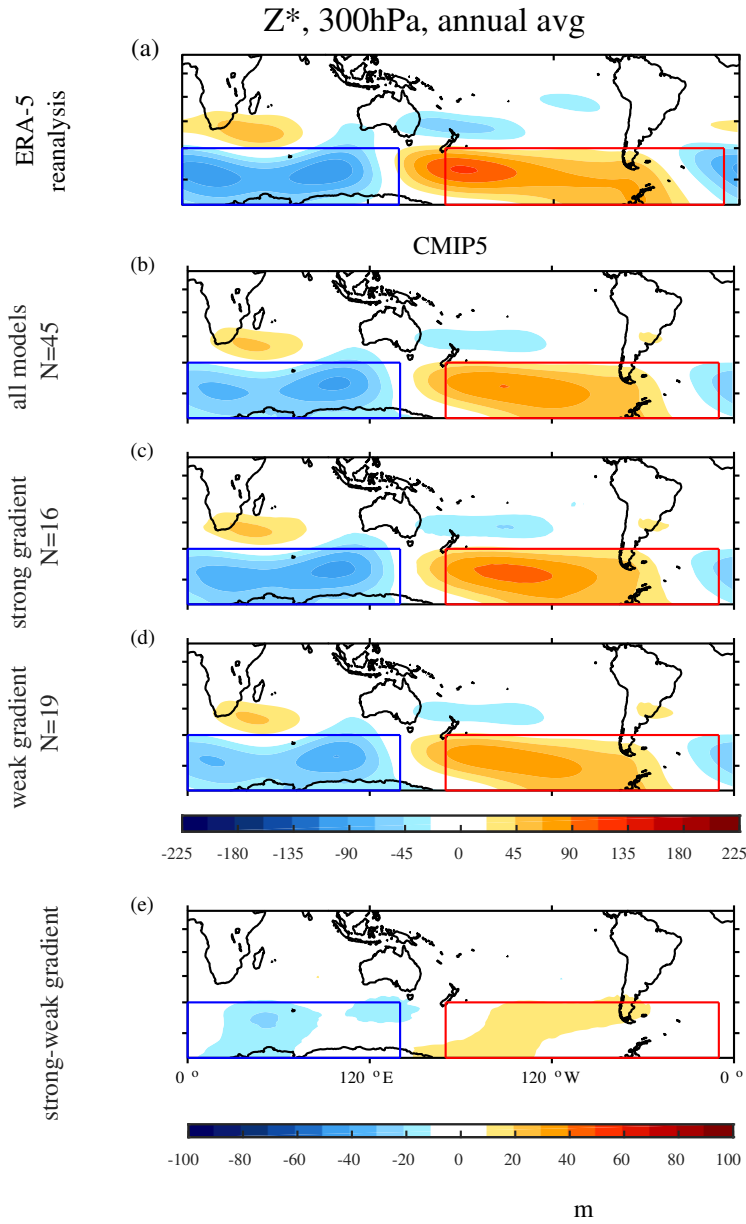 Z*, 300hPa, annual avg
(a)
ERA-5
reanalysis
CMIP5
(b)
all models
N=45
(c)
strong gradient
N=16
(d)
weak gradient
N=19
-225 -180 -135 -90 -45 0 45 90 135 180 225
(e)
strong-weak gradient
0 ° 120 °E 120 °W 0 °
-100 -80 -60 -40 -20 0 20 40 60 80 100
m